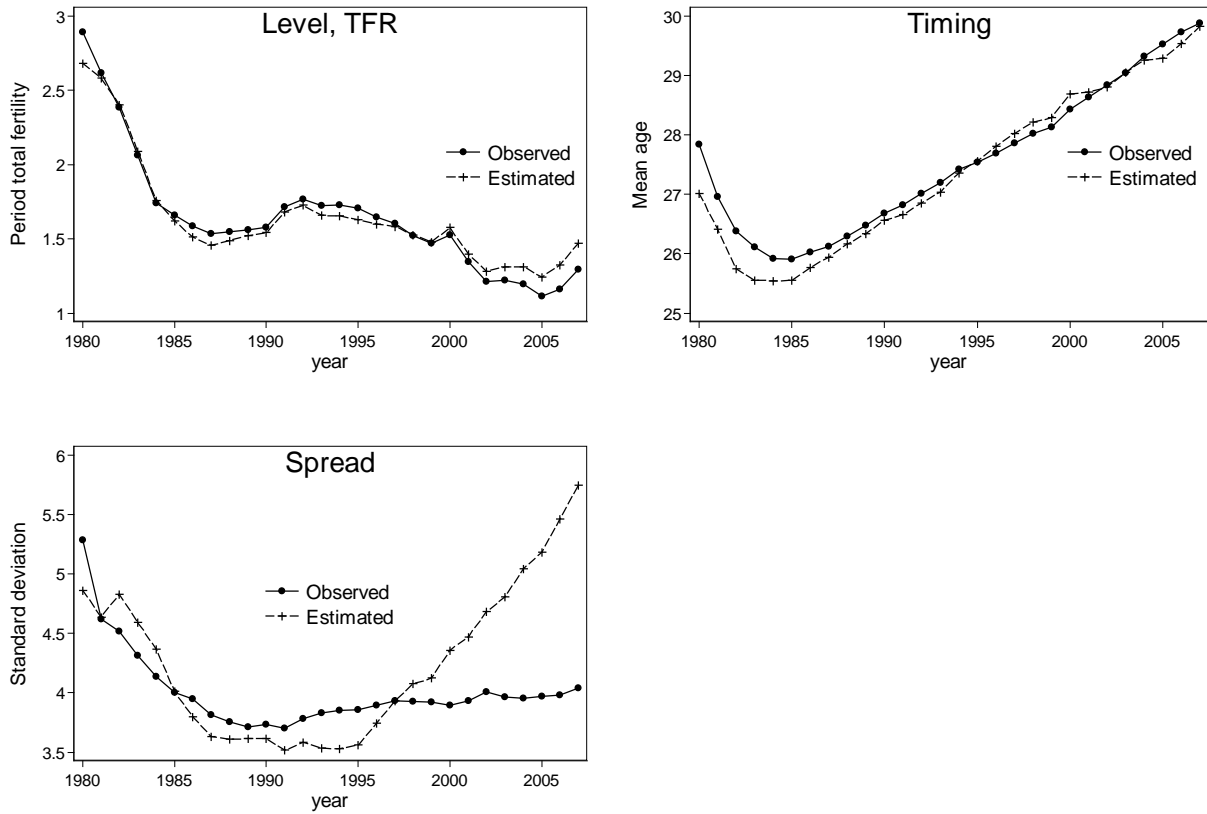 Level, TFR
Period total fertility
3
2.5
2
1.5
1
Observed
Estimated
1980 1985 1990 1995 2000 2005
year
Timing
Mean age
30
29
28
27
26
25
Observed
Estimated
1980 1985 1990 1995 2000 2005
year
Spread
Standard deviation
6
5.5
5
4.5
4
3.5
Observed
Estimated
1980 1985 1990 1995 2000 2005
year